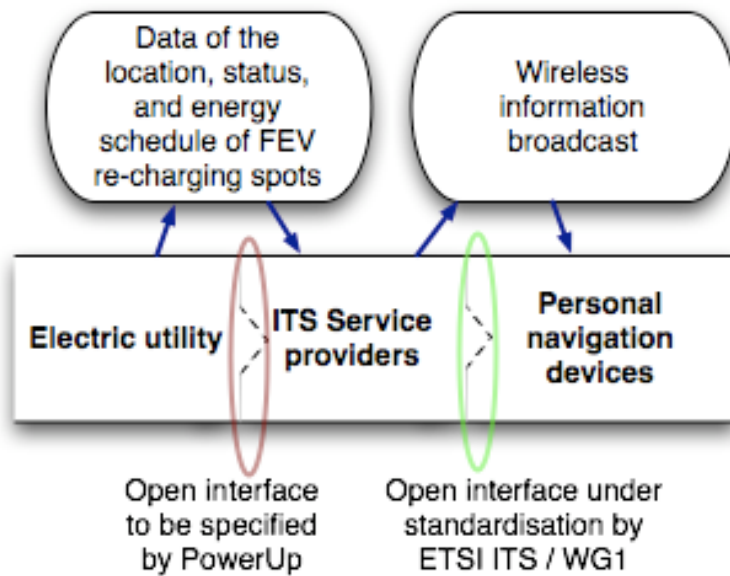 Data of the
location, status,
and energy
schedule of FEV
re-charging spots
Wireless
information
broadcast
Electric utility
ITS Service
providers
Personal
navigation
devices
Open interface
to be specified
by PowerUp
Open interface under
standardisation by
ETSI ITS / WG1